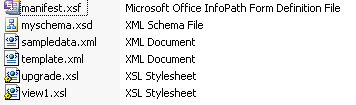 manifest.xsf Microsoft Office InfoPath Form Definition File
myschema.xsd XML Schema File
sampledata.xml XML Document
template.xml XML Document
upgrade.xsl XSL Stylesheet
view1.xsl XSL Stylesheet